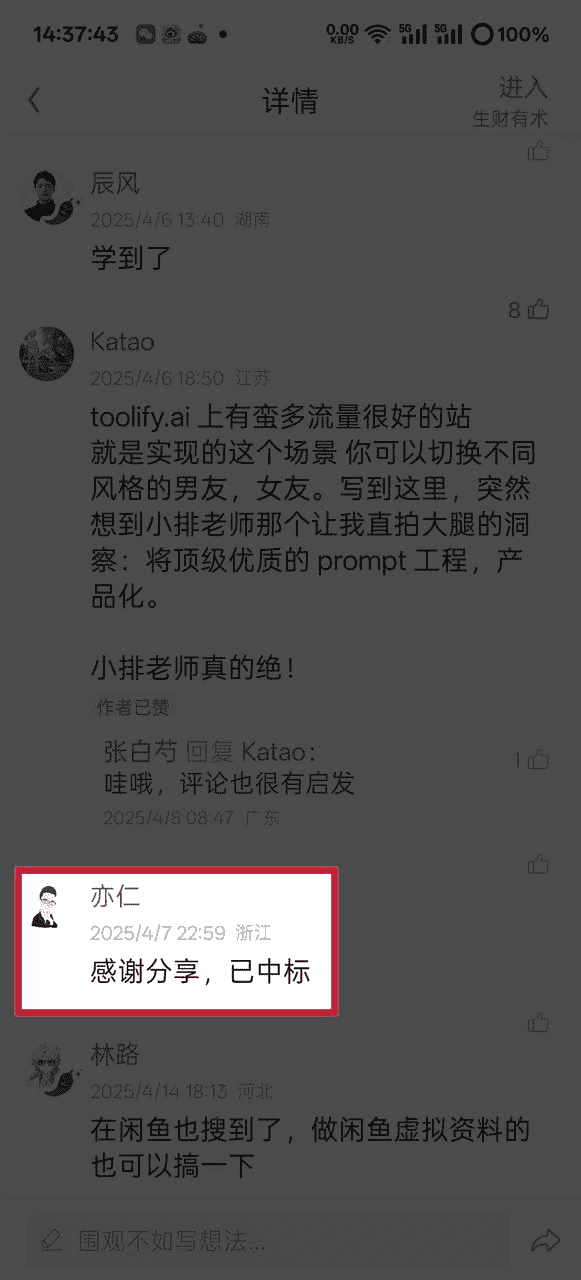 14:37:43
0.00 KB/S 5G 5G 100%
详情
进入
生财有术
辰风
2025/4/6 13:40 湖南
学到了
8
Katao
2025/4/6 18:50 江苏
toolify.ai 上有蛮多流量很好的站
就是实现的这个场景 你可以切换不同
风格的男友，女友。写到这里，突然
想到小排老师那个让我直拍大腿的洞
察：将顶级优质的 prompt 工程，产
品化。
小排老师真的绝！
作者已赞
张白芍 回复 Katao：
1
哇哦，评论也很有启发
2025/4/8 08:47 广东
亦仁
2025/4/7 22:59 浙江
感谢分享，已中标
林路
2025/4/14 18:13 河北
在闲鱼也搜到了，做闲鱼虚拟资料的
也可以搞一下
围观不如写想法...